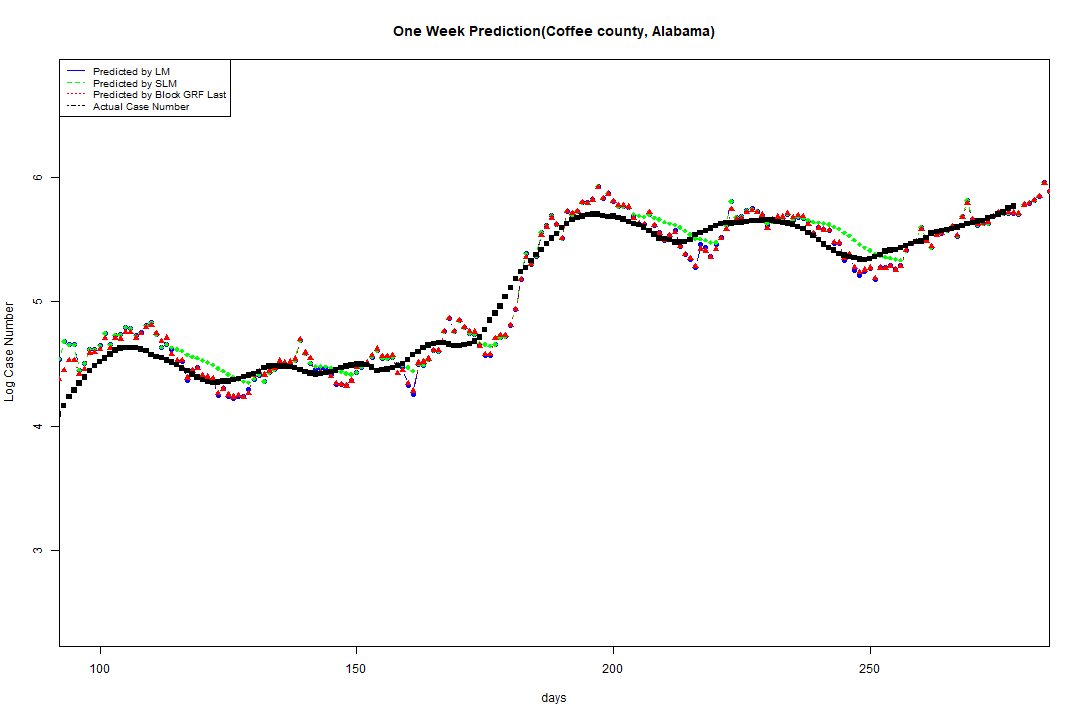 One Week Prediction(Coffee county, Alabama)
Predicted by LM
Predicted by SLM
Predicted by Block GRF Last
Actual Case Number
6
5
4
3
Log Case Number
100 150 200 250
days